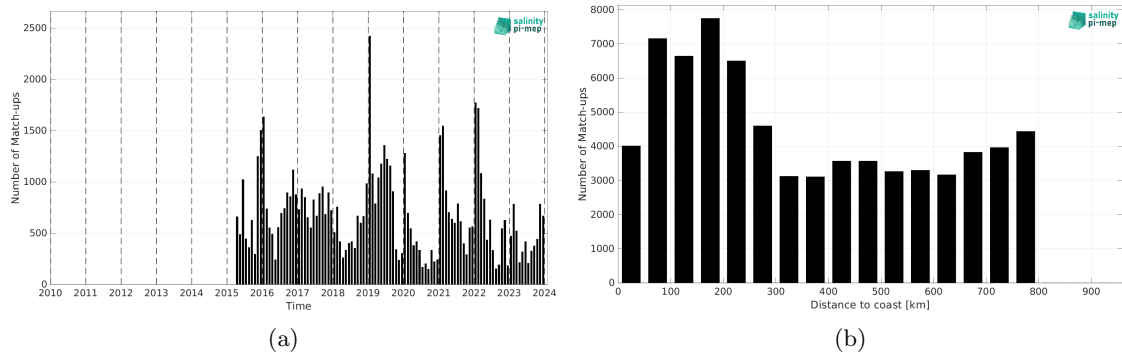 2500
2000
1500
1000
500
0
Number of Match-ups
2010 2011 2012 2013 2014 2015 2016 2017 2018 2019 2020 2021 2022 2023 2024
Time
salinity
pi-mep
(a)
8000
7000
6000
5000
4000
3000
2000
1000
0
Number of Match-ups
0 100 200 300 400 500 600 700 800 900
Distance to coast [km]
salinity
pi-mep
(b)